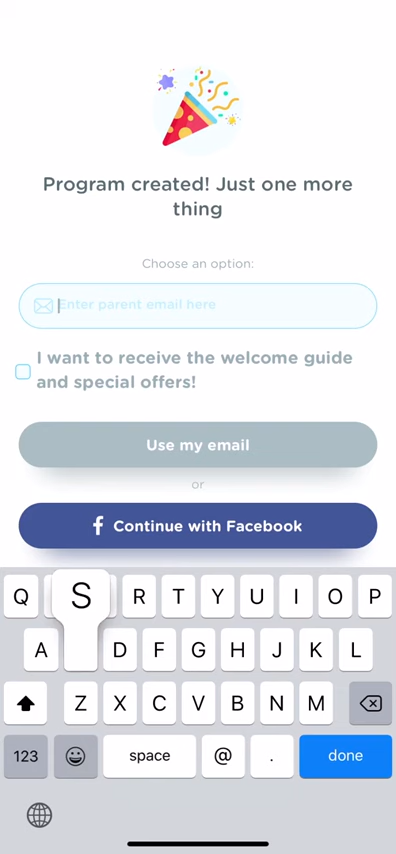 Program created! Just one more
thing
Choose an option:
Enter parent email here
I want to receive the welcome guide
and special offers!
Use my email
or
f Continue with Facebook
Q S R T Y U I O P
A D F G H J K L
Z X C V B N M
123 space @ . done